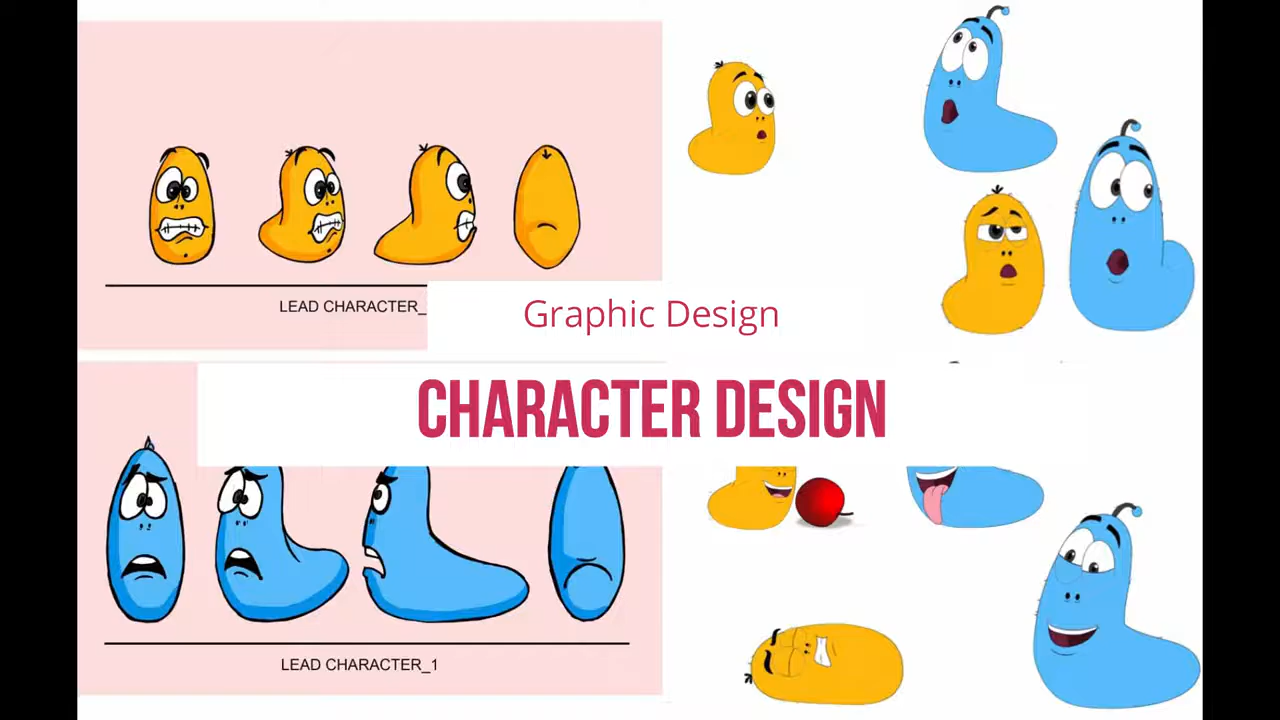 LEAD CHARACTER_
Graphic Design
CHARACTER DESIGN
LEAD CHARACTER_1